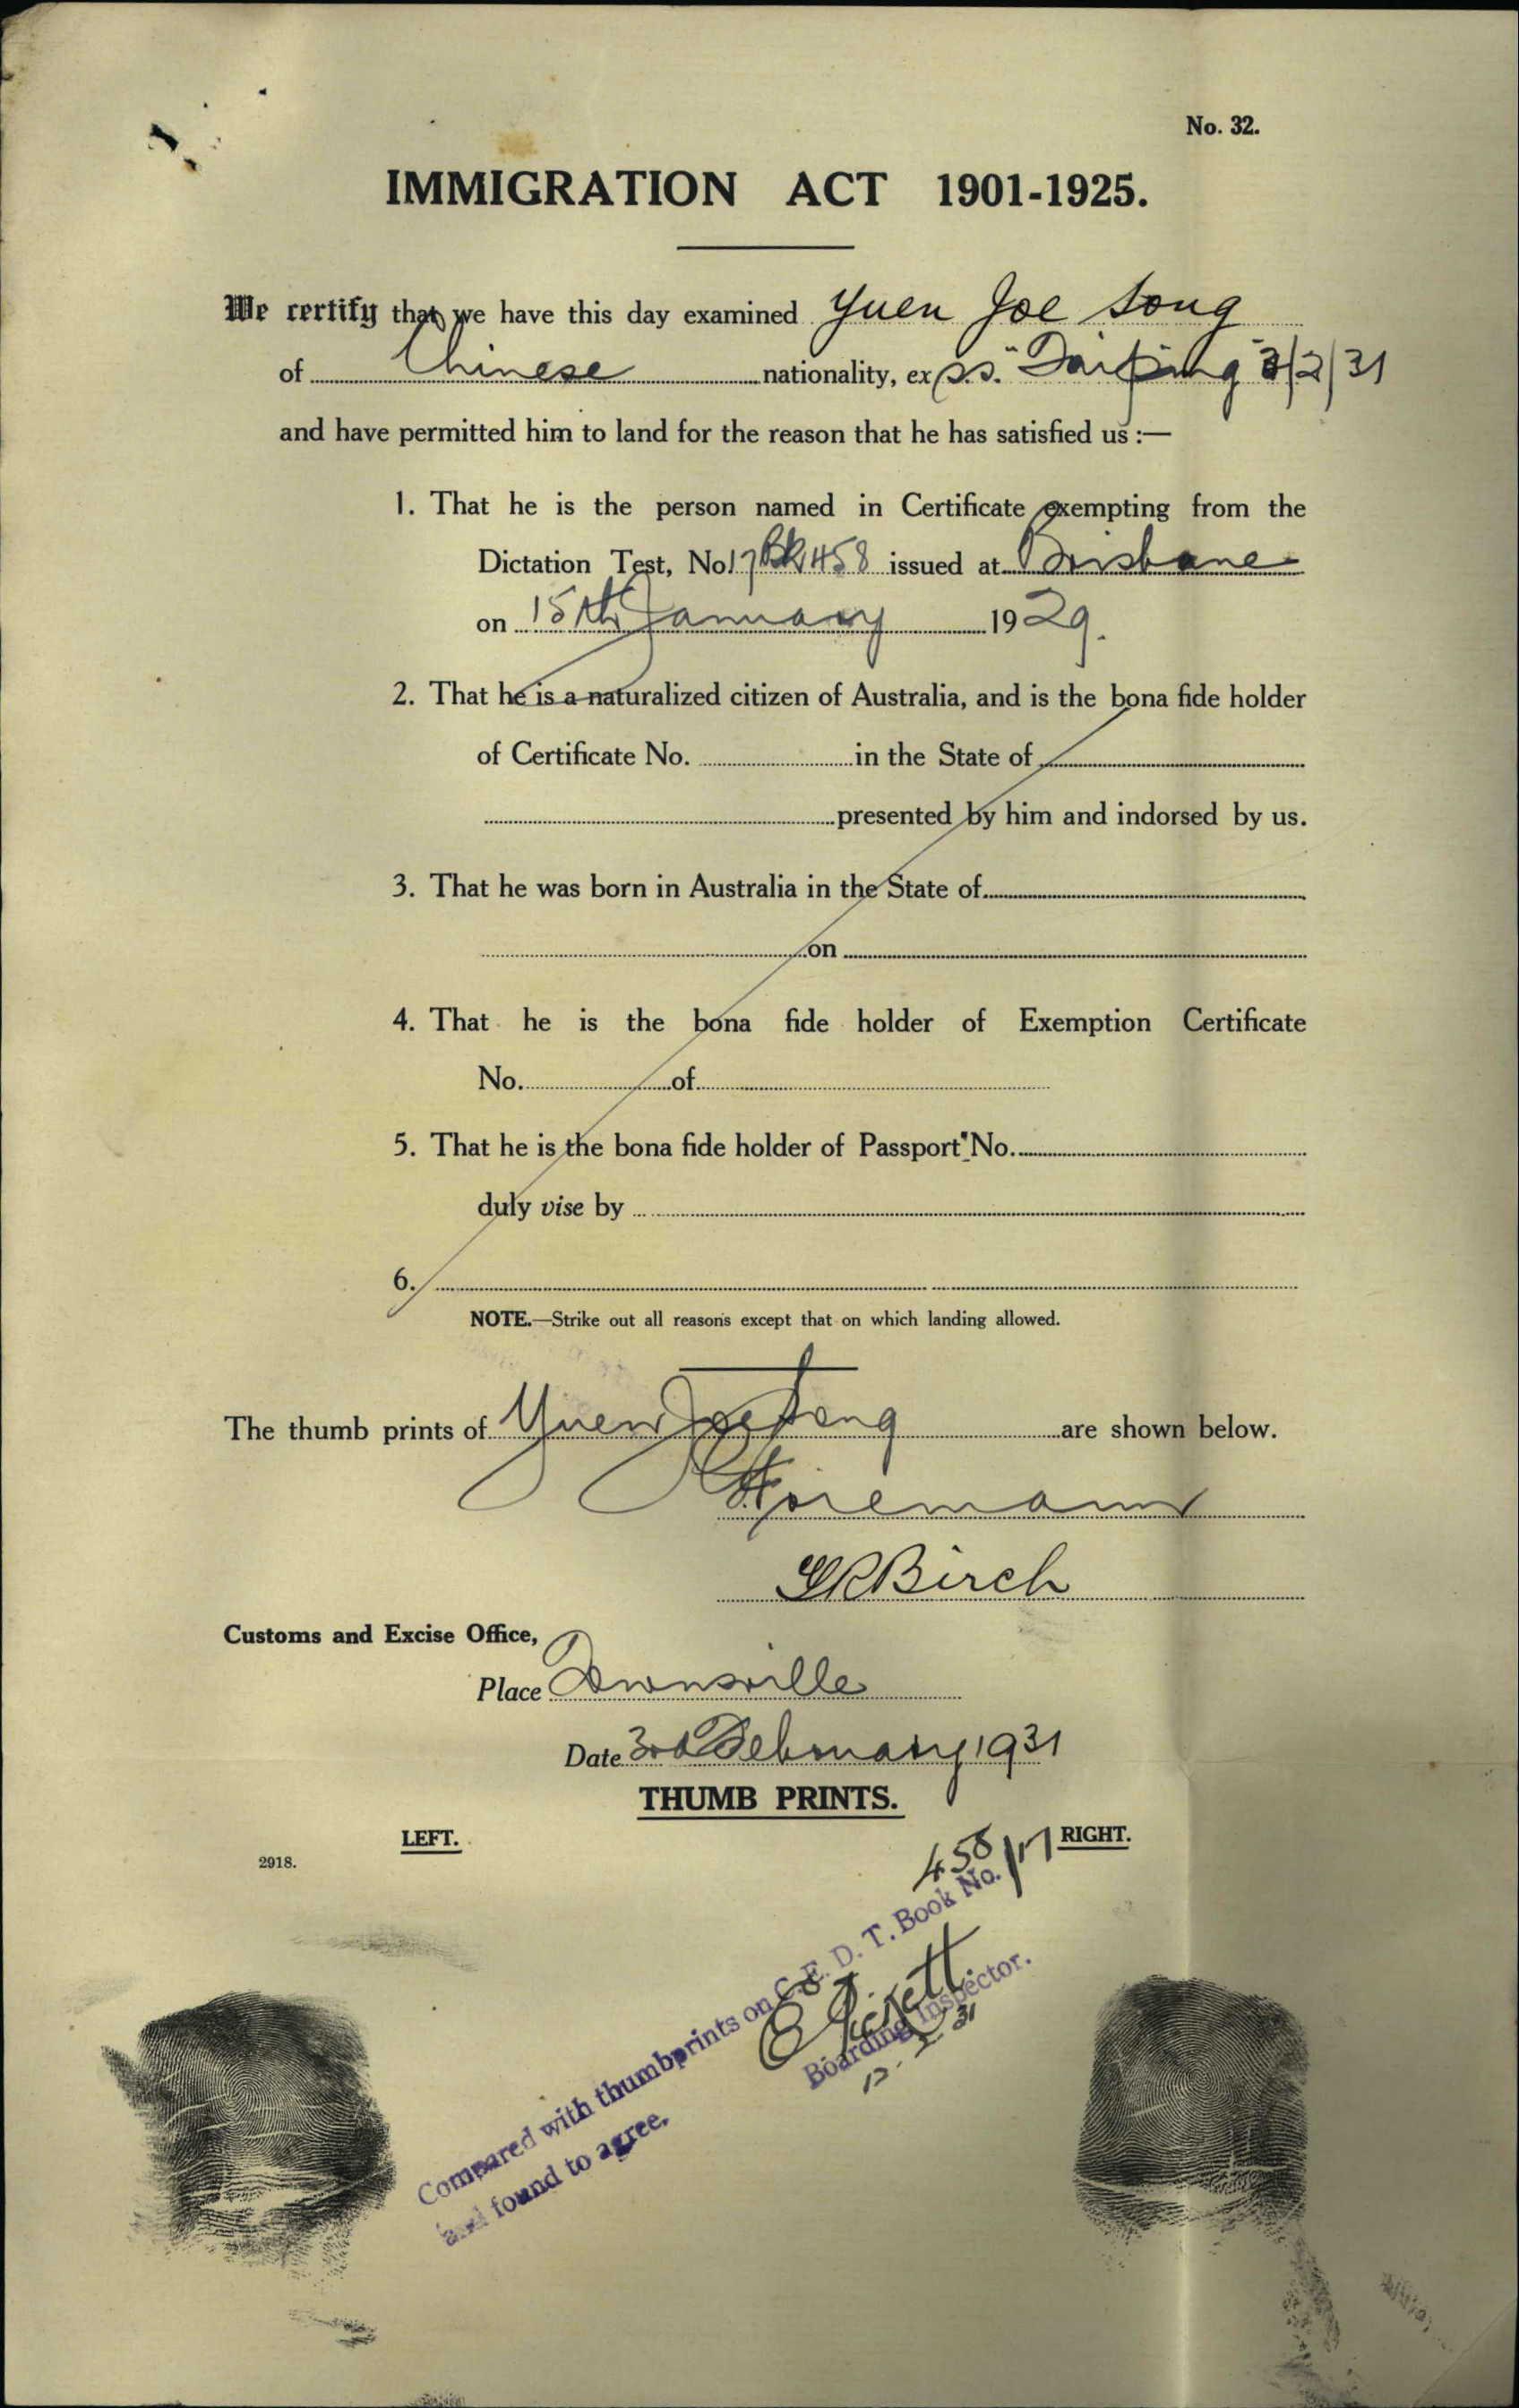 No. 32.
IMMIGRATION ACT 1901-1925.
We certify that we have this day examined Yuen Joe Song
of Chinese nationality, ex s.s. "Taiping" 3/2/31
and have permitted him to land for the reason that he has satisfied us :—
1. That he is the person named in Certificate exempting from the
Dictation Test, No. 17 Bk 458 issued at Brisbane
on 15th January 1929.
2. That he is a naturalized citizen of Australia, and is the bona fide holder
of Certificate No. in the State of
presented by him and indorsed by us.
3. That he was born in Australia in the State of
on
4. That he is the bona fide holder of Exemption Certificate
No. of
5. That he is the bona fide holder of Passport No.
duly vise by
6.
NOTE.—Strike out all reasons except that on which landing allowed.
The thumb prints of Yuen Joe Song are shown below.
GRBirch
Customs and Excise Office,
Place Townsville
Date 3rd February 1931
THUMB PRINTS.
LEFT.
RIGHT.
2918.
458/17
Compared with thumbprints on C.E.D.T. Book No.
and found to agree.
Boarding Inspector.